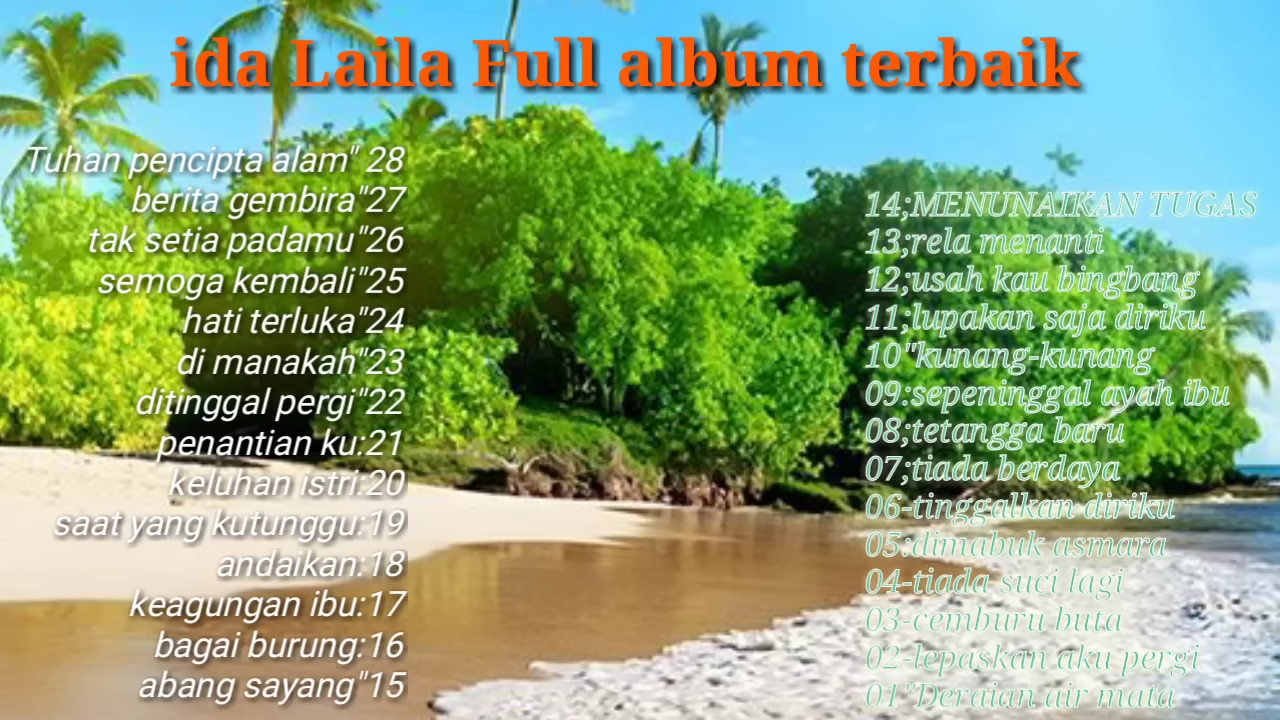 ida Laila Full album terbaik
Tuhan pencipta alam" 28
berita gembira"27
tak setia padamu"26
semoga kembali"25
hati terluka"24
di manakah"23
ditinggal pergi"22
penantian ku:21
keluhan istri:20
saat yang kutunggu:19
andaikan:18
keagungan ibu:17
bagai burung:16
abang sayang"15
14;MENUNAIKAN TUGAS
13;rela menanti
12;usah kau bingbang
11;lupakan saja diriku
10"kunang-kunang
09:sepeninggal ayah ibu
08;tetangga baru
07;tiada berdaya
06-tinggalkan diriku
05:dimabuk asmara
04-tiada suci lagi
03-cemburu buta
02-lepaskan aku pergi
01"Deraian air mata